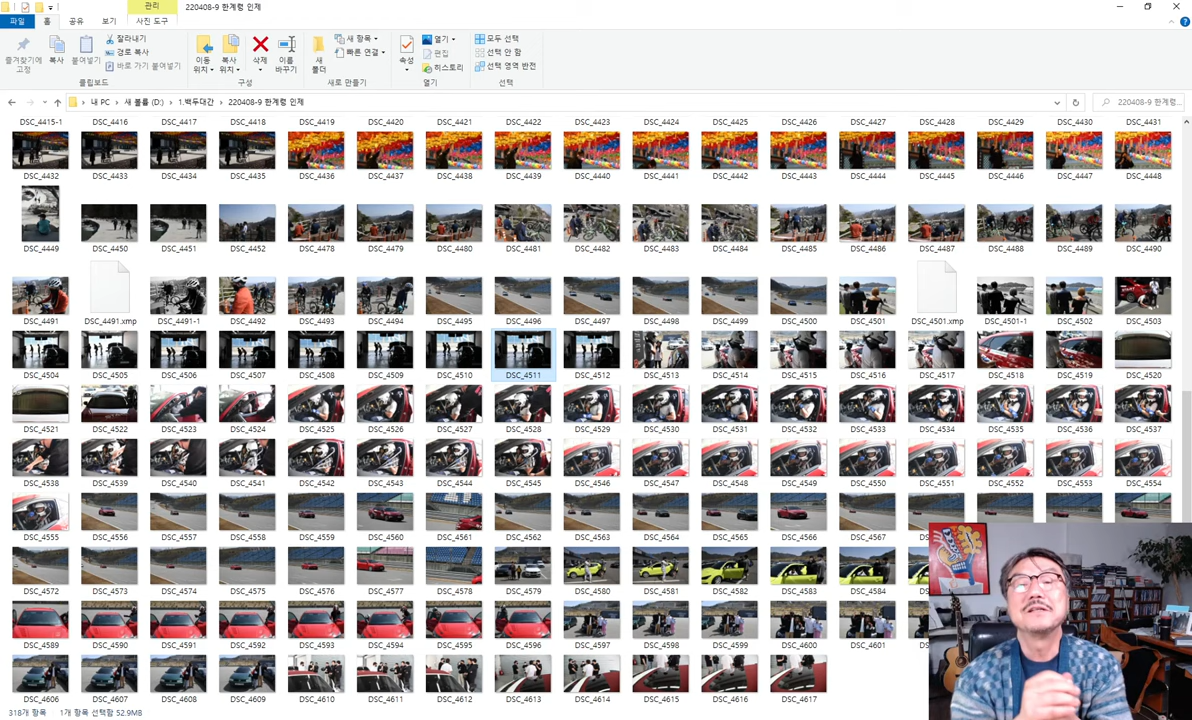 관리
220408-9 한계령 인제
파일
홈
공유
보기
사진 도구
즐겨찾기에 고정
복사
붙여넣기
잘라내기
경로 복사
바로 가기 붙여넣기
클립보드
이동 위치
복사 위치
삭제
이름 바꾸기
구성
새 폴더
새 항목
빠른 연결
새로 만들기
속성
열기
편집
히스토리
열기
모두 선택
선택 안 함
선택 영역 반전
선택
내 PC > 새 볼륨 (D:) > 1.백두대간 > 220408-9 한계령 인제
220408-9 한계령...
DSC_4415-1 DSC_4416 DSC_4417 DSC_4418 DSC_4419 DSC_4420 DSC_4421 DSC_4422 DSC_4423 DSC_4424 DSC_4425 DSC_4426 DSC_4427 DSC_4428 DSC_4429 DSC_4430 DSC_4431
DSC_4432 DSC_4433 DSC_4434 DSC_4435 DSC_4436 DSC_4437 DSC_4438 DSC_4439 DSC_4440 DSC_4441 DSC_4442 DSC_4443 DSC_4444 DSC_4445 DSC_4446 DSC_4447 DSC_4448
DSC_4449 DSC_4450 DSC_4451 DSC_4452 DSC_4478 DSC_4479 DSC_4480 DSC_4481 DSC_4482 DSC_4483 DSC_4484 DSC_4485 DSC_4486 DSC_4487 DSC_4488 DSC_4489 DSC_4490
DSC_4491 DSC_4491.xmp DSC_4491-1 DSC_4492 DSC_4493 DSC_4494 DSC_4495 DSC_4496 DSC_4497 DSC_4498 DSC_4499 DSC_4500 DSC_4501 DSC_4501.xmp DSC_4501-1 DSC_4502 DSC_4503
DSC_4504 DSC_4505 DSC_4506 DSC_4507 DSC_4508 DSC_4509 DSC_4510 DSC_4511 DSC_4512 DSC_4513 DSC_4514 DSC_4515 DSC_4516 DSC_4517 DSC_4518 DSC_4519 DSC_4520
DSC_4521 DSC_4522 DSC_4523 DSC_4524 DSC_4525 DSC_4526 DSC_4527 DSC_4528 DSC_4529 DSC_4530 DSC_4531 DSC_4532 DSC_4533 DSC_4534 DSC_4535 DSC_4536 DSC_4537
DSC_4538 DSC_4539 DSC_4540 DSC_4541 DSC_4542 DSC_4543 DSC_4544 DSC_4545 DSC_4546 DSC_4547 DSC_4548 DSC_4549 DSC_4550 DSC_4551 DSC_4552 DSC_4553 DSC_4554
DSC_4555 DSC_4556 DSC_4557 DSC_4558 DSC_4559 DSC_4560 DSC_4561 DSC_4562 DSC_4563 DSC_4564 DSC_4565 DSC_4566 DSC_4567
DSC_4572 DSC_4573 DSC_4574 DSC_4575 DSC_4576 DSC_4577 DSC_4578 DSC_4579 DSC_4580 DSC_4581 DSC_4582 DSC_4583 DSC_4584
DSC_4589 DSC_4590 DSC_4591 DSC_4592 DSC_4593 DSC_4594 DSC_4595 DSC_4596 DSC_4597 DSC_4598 DSC_4599 DSC_4600 DSC_4601
DSC_4606 DSC_4607 DSC_4608 DSC_4609 DSC_4610 DSC_4611 DSC_4612 DSC_4613 DSC_4614 DSC_4615 DSC_4616 DSC_4617
318개 항목 1개 항목 선택함 52.9MB